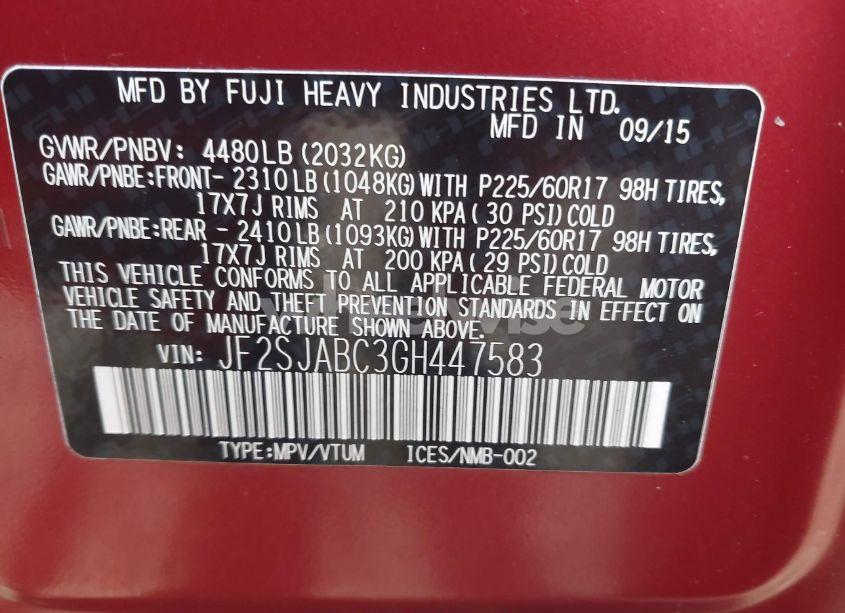 MFD BY FUJI HEAVY INDUSTRIES LTD.
MFD IN 09/15
GVWR/PNBV: 4480LB (2032KG)
GAWR/PNBE:FRONT- 2310LB (1048KG) WITH P225/60R17 98H TIRES,
17X7J RIMS AT 210 KPA( 30 PSI) COLD
GAWR/PNBE:REAR - 2410LB (1093KG) WITH P225/60R17 98H TIRES,
17X7J RIMS AT 200 KPA( 29 PSI) COLD
THIS VEHICLE CONFORMS TO ALL APPLICABLE FEDERAL MOTOR
VEHICLE SAFETY AND THEFT PREVENTION STANDARDS IN EFFECT ON
THE DATE OF MANUFACTURE SHOWN ABOVE.
VIN: JF2SJABC3GH447583
TYPE:MPV/VTUM ICES/NMB-002